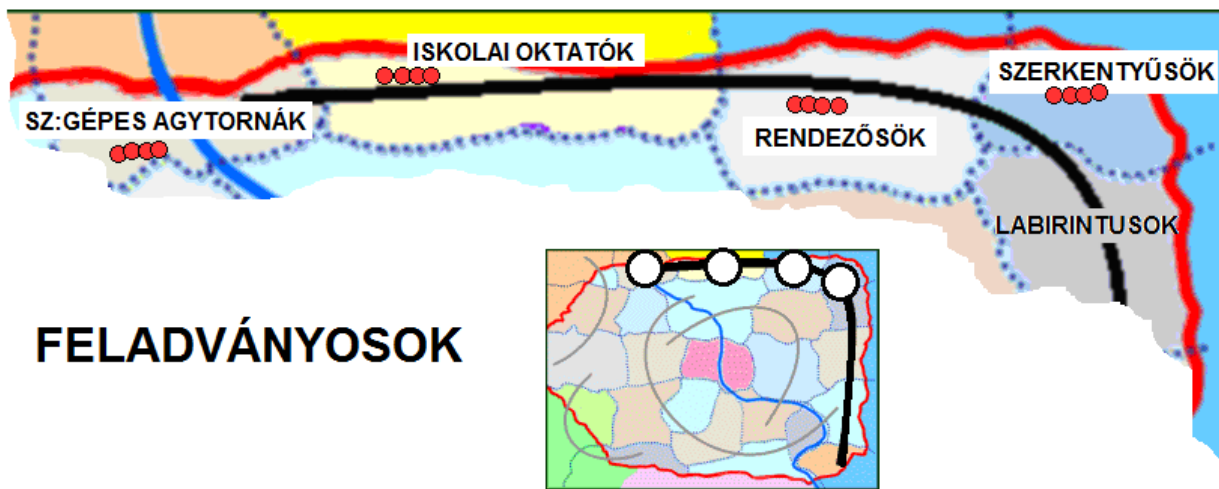 ISKOLAI OKTATÓK
SZERKENTYŰSÖK
SZ:GÉPES AGYTORNÁK
RENDEZŐSÖK
LABIRINTUSOK
FELADVÁNYOSOK